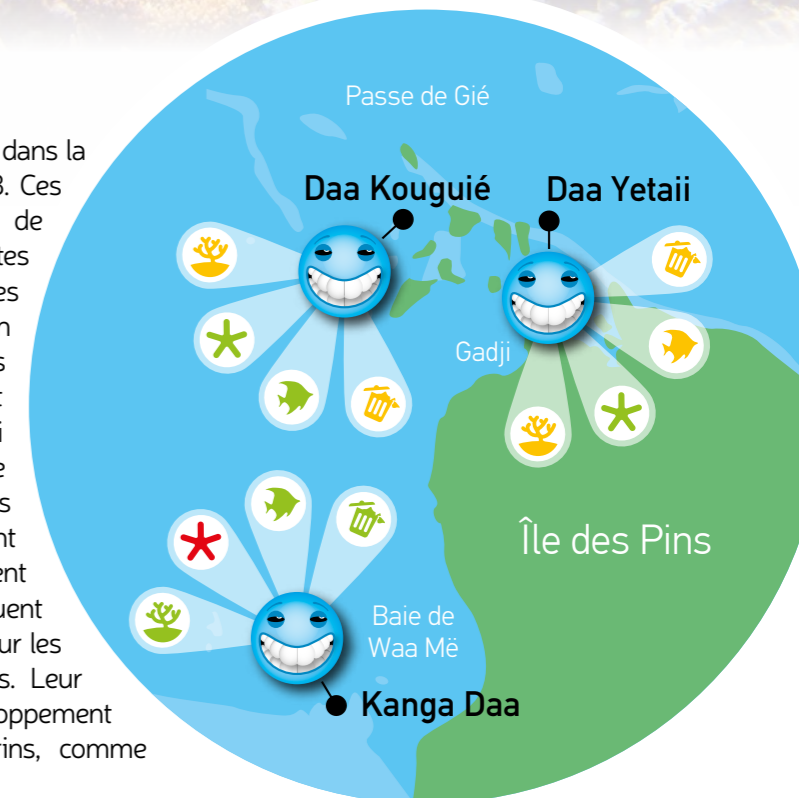 dans la
3. Ces
de
tes
es
n
s
t
i
e
s
nt
ent
uent
ur les
s. Leur
oppement
rins, comme
Passe de Gié
Daa Kouguié
Daa Yetaii
Gadji
Île des Pins
Baie de
Waa Më
Kanga Daa